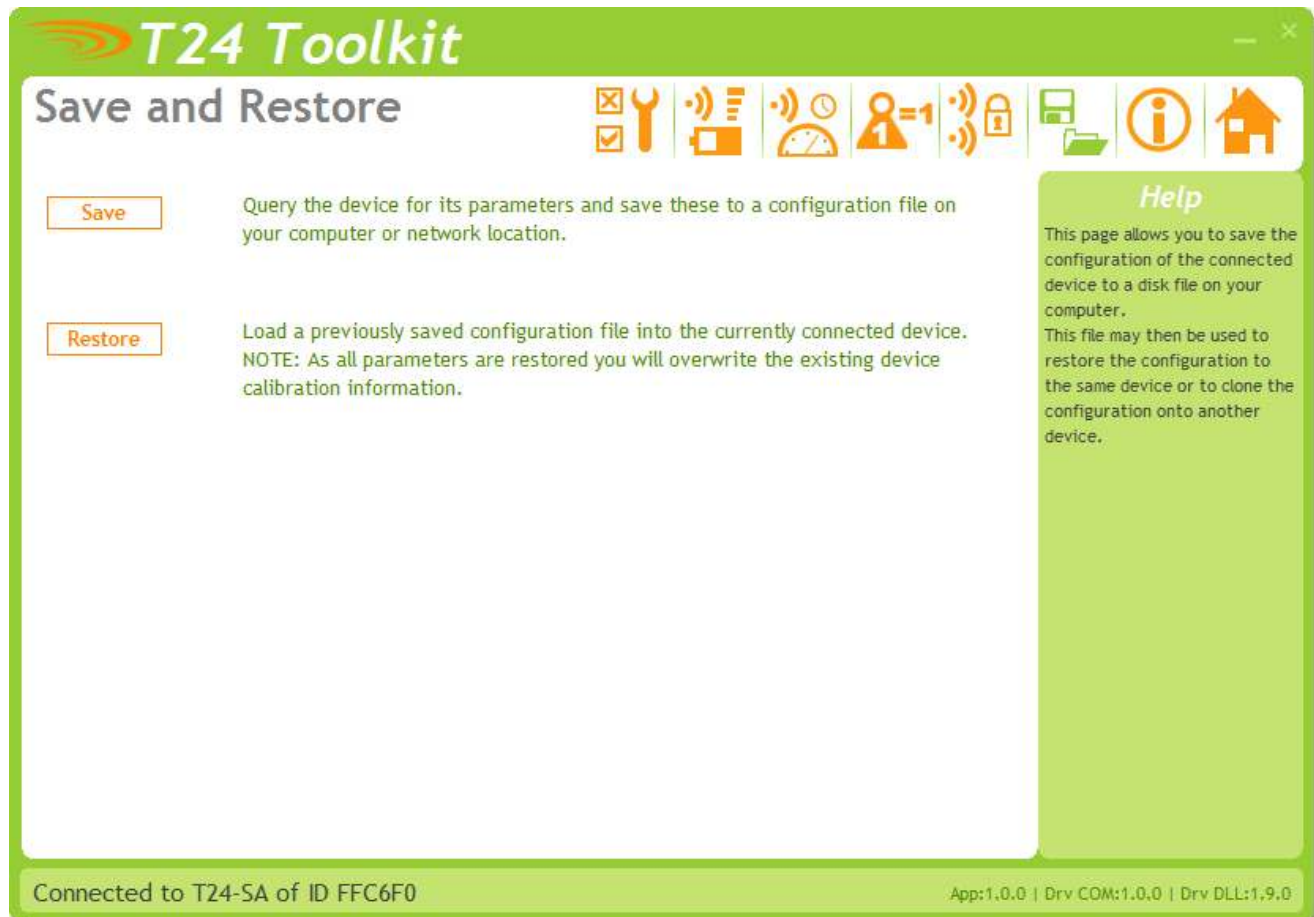 T24 Toolkit
Save and Restore
1
=1
Save
Query the device for its parameters and save these to a configuration file on
your computer or network location.
Restore
Load a previously saved configuration file into the currently connected device.
NOTE: As all parameters are restored you will overwrite the existing device
calibration information.
Help
This page allows you to save the
configuration of the connected
device to a disk file on your
computer.
This file may then be used to
restore the configuration to
the same device or to clone the
configuration onto another
device.
Connected to T24-SA of ID FFC6F0
App:1.0.0 | Drv COM:1.0.0 | Drv DLL:1.9.0